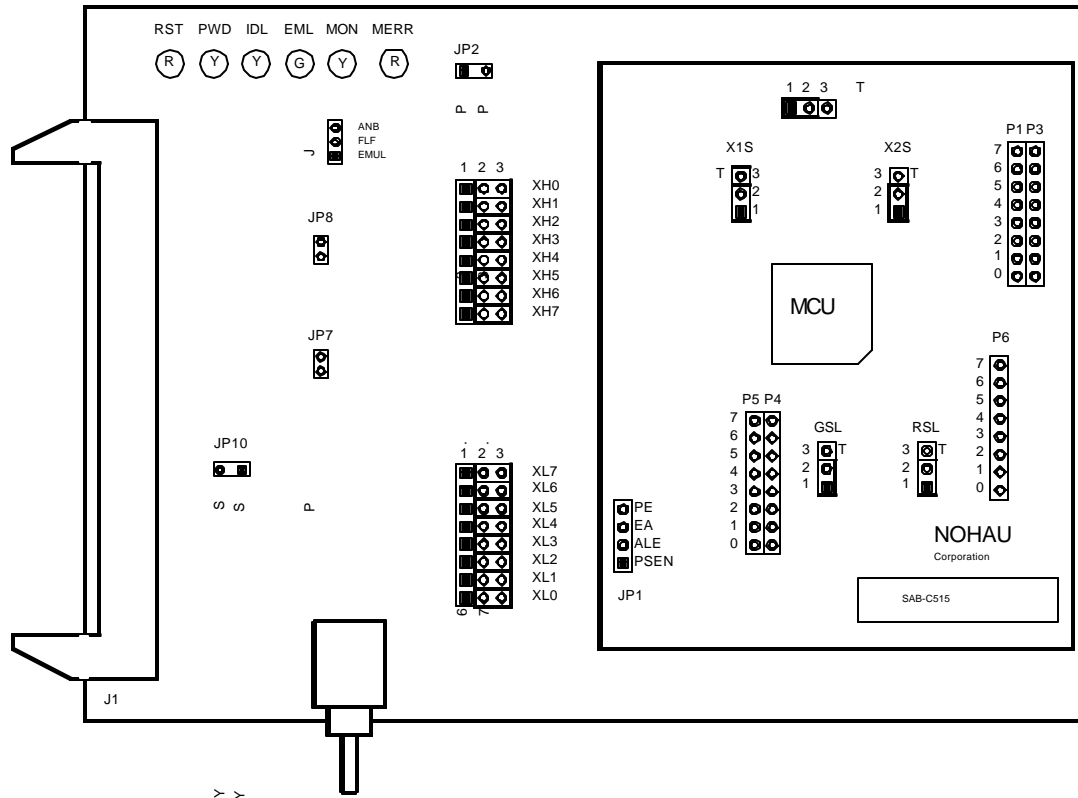 RST PWD IDL EML MON MERR
R Y Y G Y R
JP2
P P
J
ANB
FLF
EMUL
1 2 3
XH0
XH1
XH2
XH3
XH4
XH5
XH6
XH7
JP8
JP7
JP10
S S
P
1 2 3
XL7
XL6
XL5
XL4
XL3
XL2
XL1
XL0
6 7
J1
Y Y
1 2 3 T
X1S
T 3
2
1
X2S
3 T
2
1
P1 P3
7
6
5
4
3
2
1
0
MCU
P6
7
6
5
4
3
2
1
0
P5 P4
7
6
5
4
3
2
1
0
GSL
3 T
2
1
RSL
3 T
2
1
PE
EA
ALE
PSEN
JP1
NOHAU
Corporation
SAB-C515